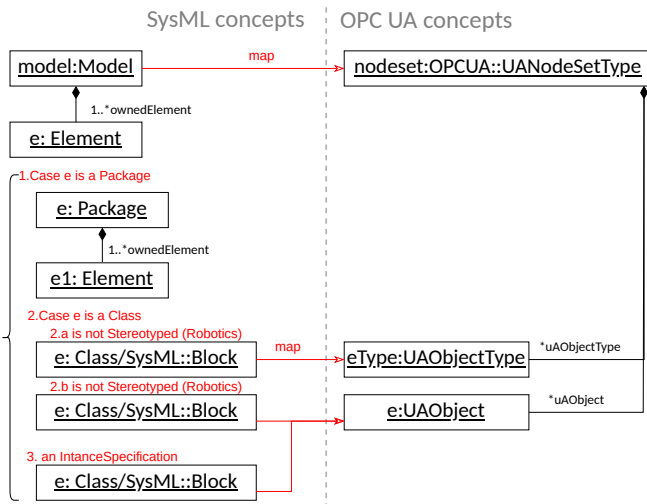 SysML concepts
OPC UA concepts
model:Model
map
nodeset:OPCUA::UANodeSetType
1..*ownedElement
e: Element
1.Case e is a Package
e: Package
1..*ownedElement
e1: Element
2.Case e is a Class
2.a is not Stereotyped (Robotics)
e: Class/SysML::Block
map
eType:UAObjectType
*uAObjectType
2.b is not Stereotyped (Robotics)
e: Class/SysML::Block
e:UAObject
*uAObject
3. an IntanceSpecification
e: Class/SysML::Block